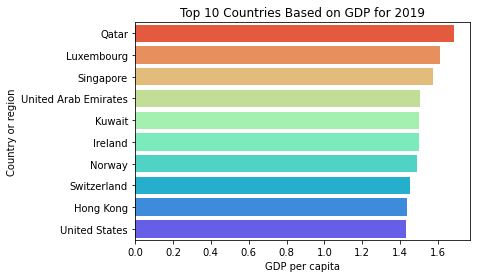 Top 10 Countries Based on GDP for 2019
Country or region
Qatar
Luxembourg
Singapore
United Arab Emirates
Kuwait
Ireland
Norway
Switzerland
Hong Kong
United States
0.0 0.2 0.4 0.6 0.8 1.0 1.2 1.4 1.6
GDP per capita